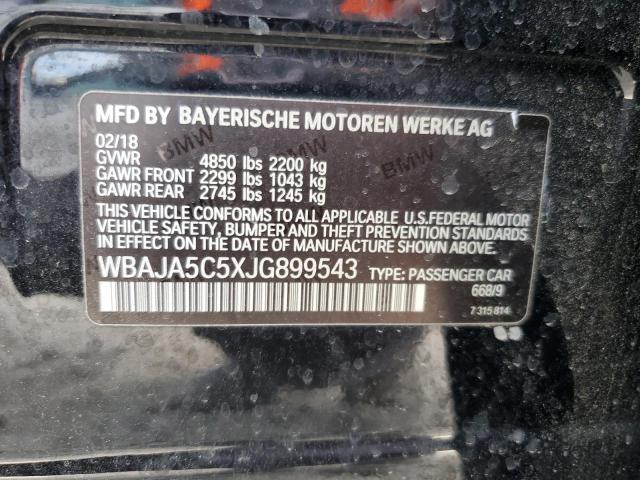 MFD BY BAYERISCHE MOTOREN WERKE AG
02/18
GVWR 4850 lbs 2200 kg
GAWR FRONT 2299 lbs 1043 kg
GAWR REAR 2745 lbs 1245 kg
THIS VEHICLE CONFORMS TO ALL APPLICABLE U.S.FEDERAL MOTOR
VEHICLE SAFETY, BUMPER AND THEFT PREVENTION STANDARDS
IN EFFECT ON THE DATE OF MANUFACTURE SHOWN ABOVE.
WBAJA5C5XJG899543 TYPE: PASSENGER CAR
668/9
7 315 814
BMW
BMW
BMW